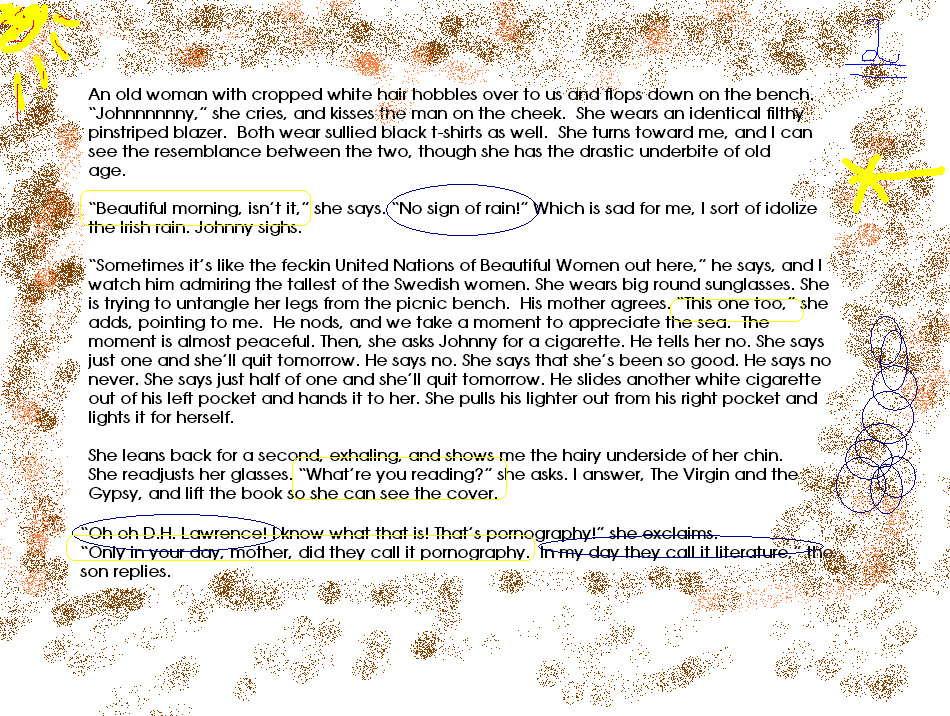 An old woman with cropped white hair hobbles over to us and flops down on the bench.
“Johnnnnnny,” she cries, and kisses the man on the cheek.  She wears an identical filthy
pinstriped blazer.  Both wear sullied black t-shirts as well.  She turns toward me, and I can
see the resemblance between the two, though she has the drastic underbite of old
age.
“Beautiful morning, isn’t it,” she says. “No sign of rain!” Which is sad for me, I sort of idolize
the Irish rain. Johnny sighs.
“Sometimes it’s like the feckin United Nations of Beautiful Women out here,” he says, and I
watch him admiring the tallest of the Swedish women. She wears big round sunglasses. She
is trying to untangle her legs from the picnic bench.  His mother agrees. “This one too,” she
adds, pointing to me.  He nods, and we take a moment to appreciate the sea.  The
moment is almost peaceful. Then, she asks Johnny for a cigarette. He tells her no. She says
just one and she’ll quit tomorrow. He says no. She says that she’s been so good. He says no
never. She says just half of one and she’ll quit tomorrow. He slides another white cigarette
out of his left pocket and hands it to her. She pulls his lighter out from his right pocket and
lights it for herself.
She leans back for a second, exhaling, and shows me the hairy underside of her chin.
She readjusts her glasses. “What’re you reading?” she asks. I answer, The Virgin and the
Gypsy, and lift the book so she can see the cover.
“Oh oh D.H. Lawrence! I know what that is! That’s pornography!” she exclaims.
“Only in your day, mother, did they call it pornography.  In my day they call it literature,” the
son replies.